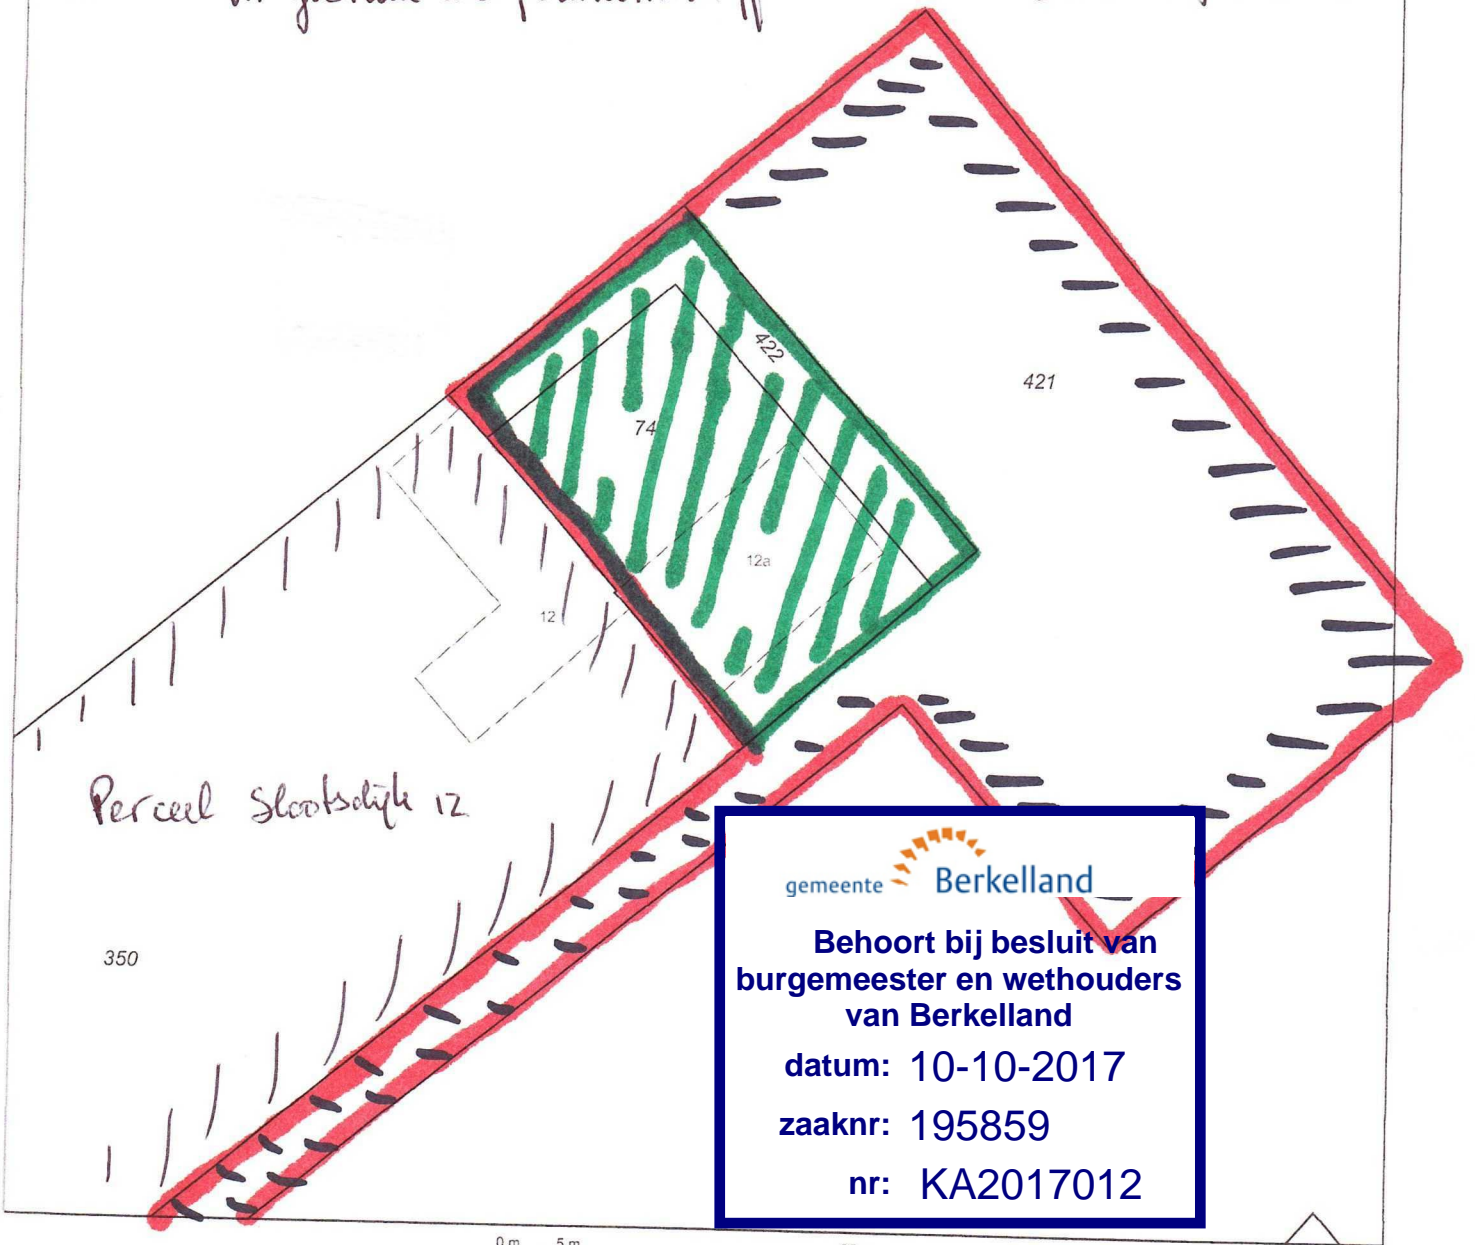 422
421
74
12a
12
Perceel Slootsdijk 12
350
gemeente Berkelland
Behoort bij besluit van
burgemeester en wethouders
van Berkelland
datum: 10-10-2017
zaaknr: 195859
nr: KA2017012
0 m 5 m